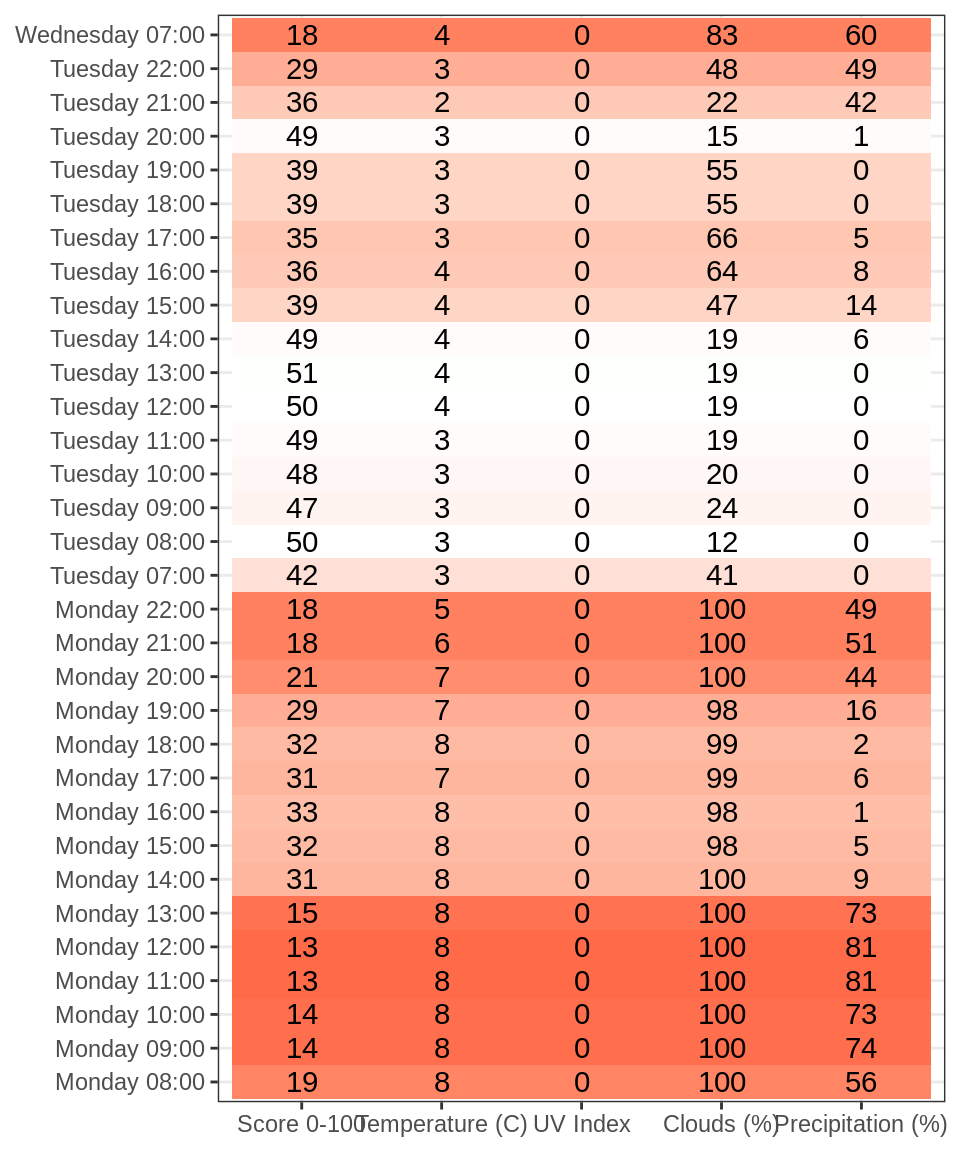 Wednesday 07:00 18 4 0 83 60
Tuesday 22:00 29 3 0 48 49
Tuesday 21:00 36 2 0 22 42
Tuesday 20:00 49 3 0 15 1
Tuesday 19:00 39 3 0 55 0
Tuesday 18:00 39 3 0 55 0
Tuesday 17:00 35 3 0 66 5
Tuesday 16:00 36 4 0 64 8
Tuesday 15:00 39 4 0 47 14
Tuesday 14:00 49 4 0 19 6
Tuesday 13:00 51 4 0 19 0
Tuesday 12:00 50 4 0 19 0
Tuesday 11:00 49 3 0 19 0
Tuesday 10:00 48 3 0 20 0
Tuesday 09:00 47 3 0 24 0
Tuesday 08:00 50 3 0 12 0
Tuesday 07:00 42 3 0 41 0
Monday 22:00 18 5 0 100 49
Monday 21:00 18 6 0 100 51
Monday 20:00 21 7 0 100 44
Monday 19:00 29 7 0 98 16
Monday 18:00 32 8 0 99 2
Monday 17:00 31 7 0 99 6
Monday 16:00 33 8 0 98 1
Monday 15:00 32 8 0 98 5
Monday 14:00 31 8 0 100 9
Monday 13:00 15 8 0 100 73
Monday 12:00 13 8 0 100 81
Monday 11:00 13 8 0 100 81
Monday 10:00 14 8 0 100 73
Monday 09:00 14 8 0 100 74
Monday 08:00 19 8 0 100 56
Score 0-100 Temperature (C) UV Index Clouds (%) Precipitation (%)